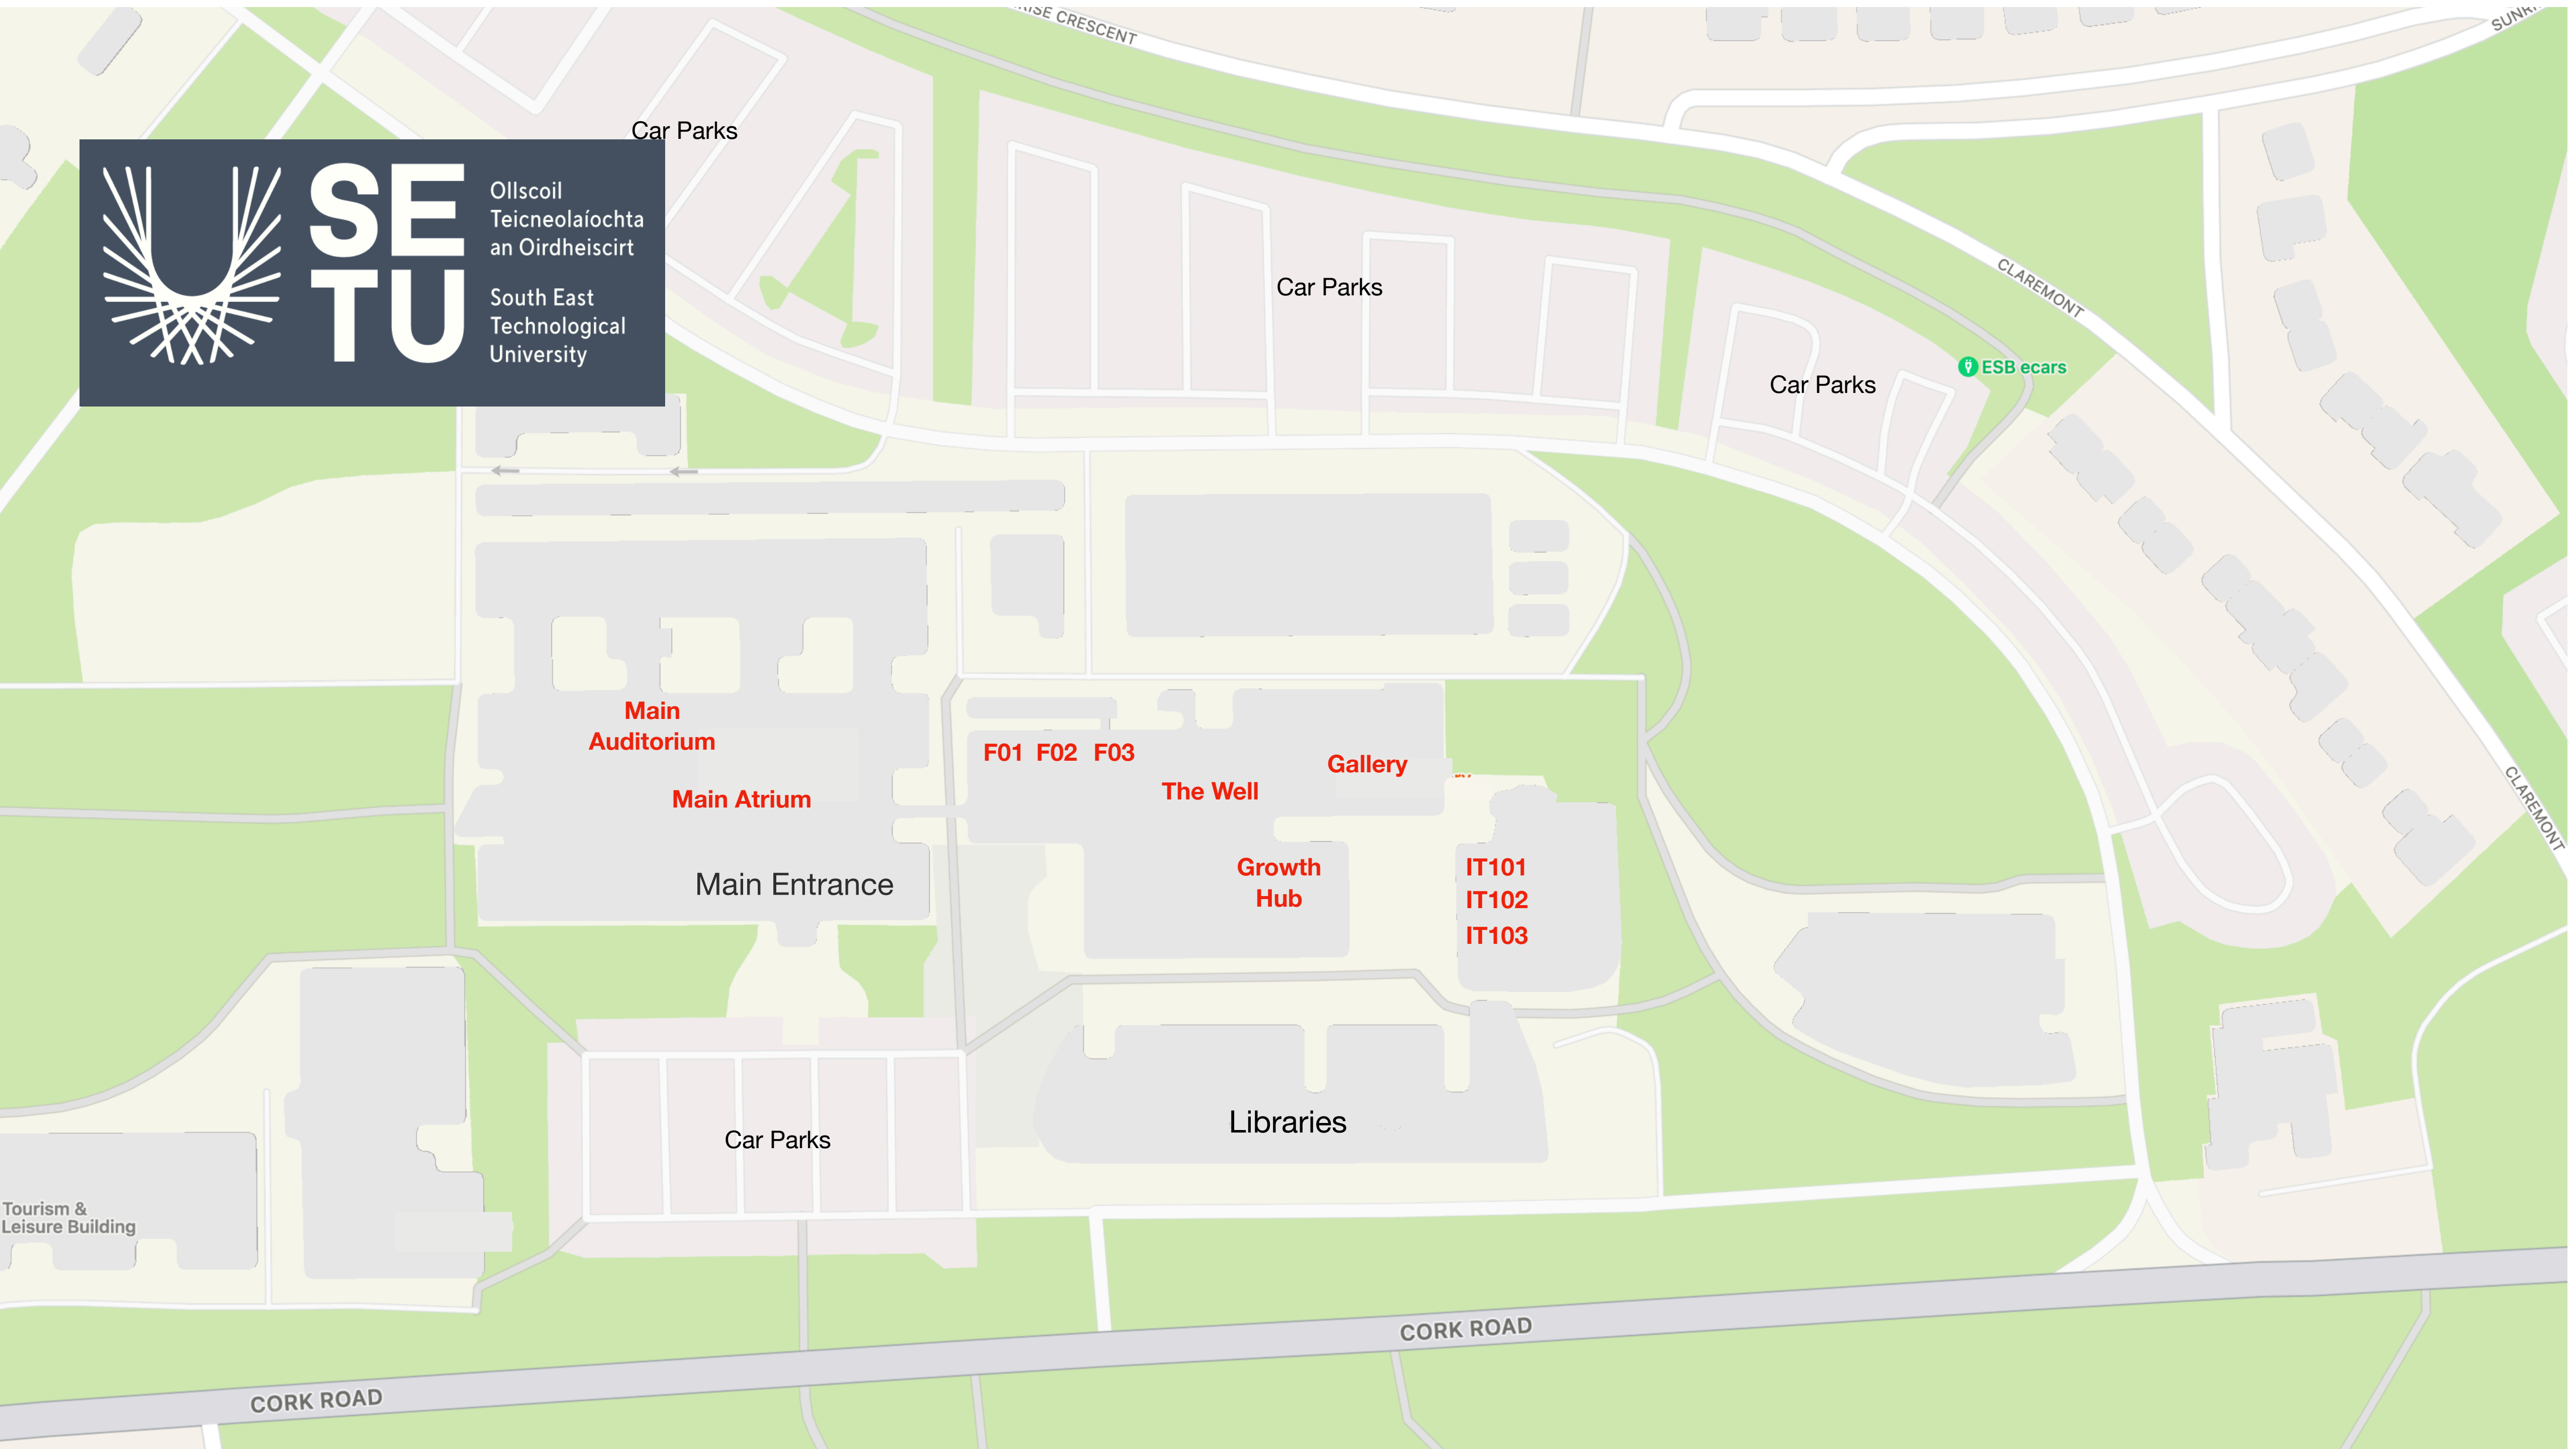 RISE CRESCENT
SUNR
Car Parks
SE
TU
Ollscoil
Teicneolaíochta
an Oirdheiscirt
South East
Technological
University
Car Parks
CLAREMONT
ESB ecars
Car Parks
Main
Auditorium
F01 F02 F03
Gallery
The Well
Main Atrium
CLAREMONT
Main Entrance
Growth
Hub
IT101
IT102
IT103
Libraries
Car Parks
Tourism &
Leisure Building
CORK ROAD
CORK ROAD